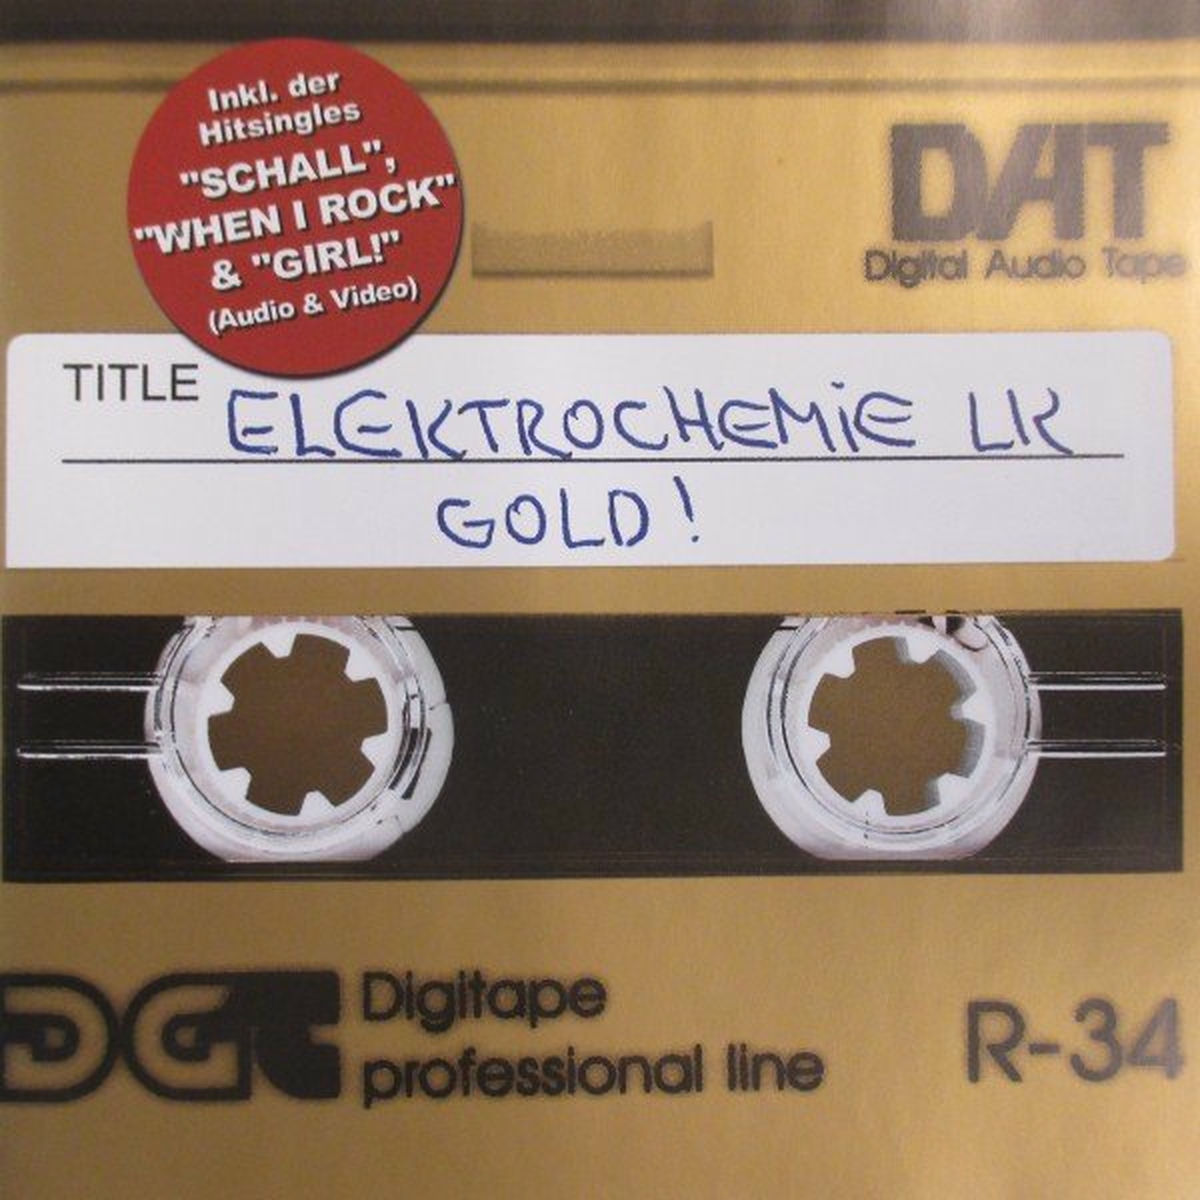 Inkl. der
Hitsingles
"SCHALL",
"WHEN I ROCK"
& "GIRL!"
(Audio & Video)
DAT
Digital Audio Tape
TITLE ELEKTROCHEMiE LK
GOLD!
DGT Digitape
professional line
R-34